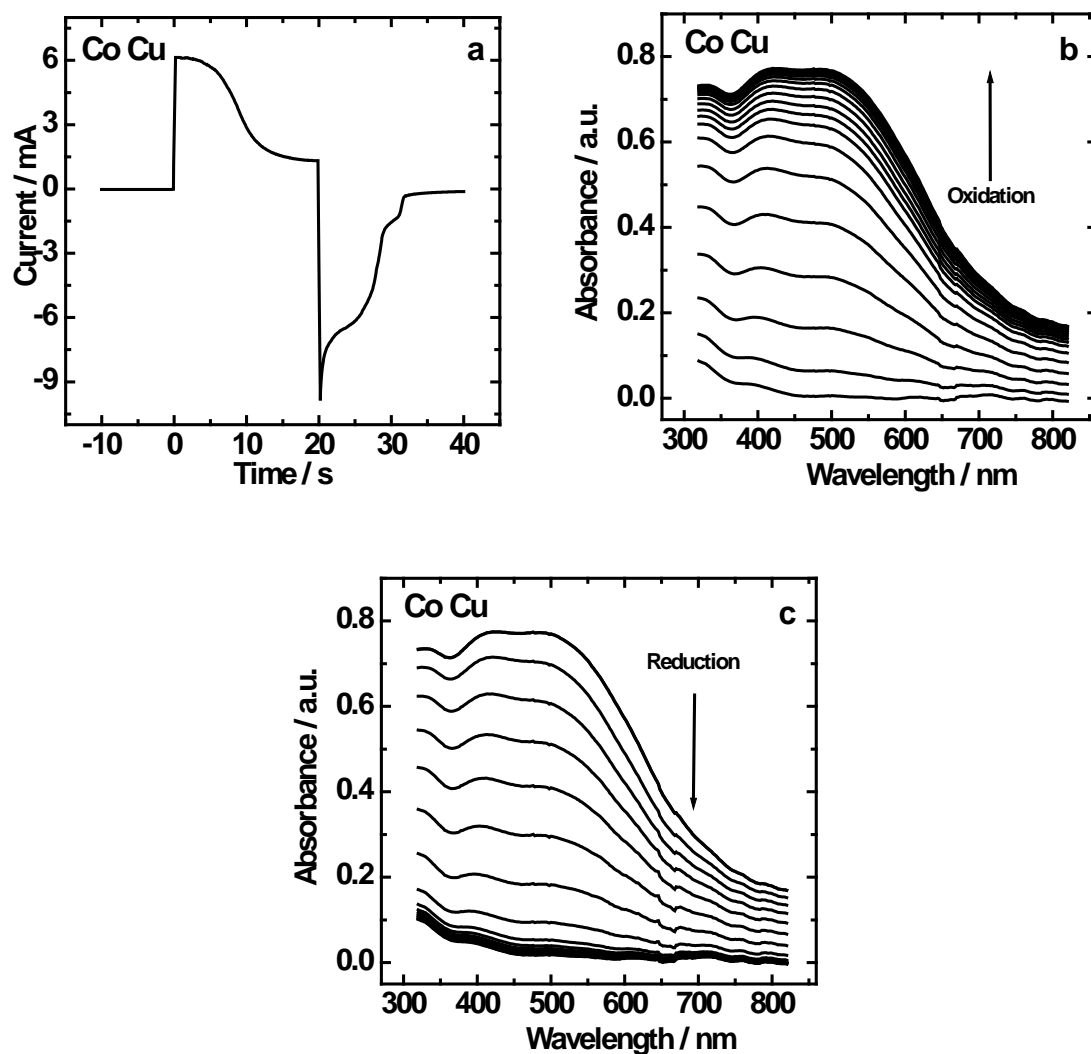 Co Cu
a
6
3
0
-3
-6
-9
Current / mA
-10 0 10 20 30 40
Time / s
Co Cu
b
0.8
0.6
0.4
0.2
0.0
Absorbance / a.u.
Oxidation
300 400 500 600 700 800
Wavelength / nm
Co Cu
c
0.8
0.6
0.4
0.2
0.0
Absorbance / a.u.
Reduction
300 400 500 600 700 800
Wavelength / nm